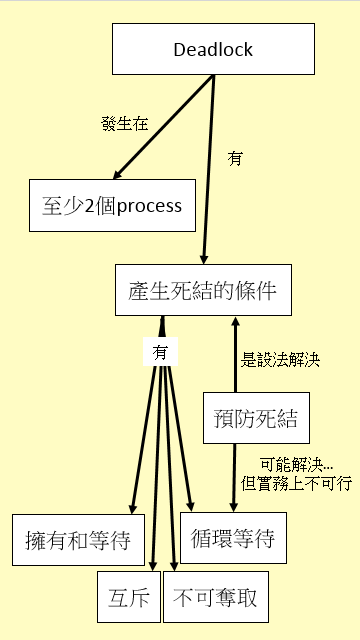 Deadlock
發生在
有
至少2個process
產生死結的條件
有
是設法解決
預防死結
可能解決...
但實務上不可行
擁有和等待
循環等待
互斥
不可奪取